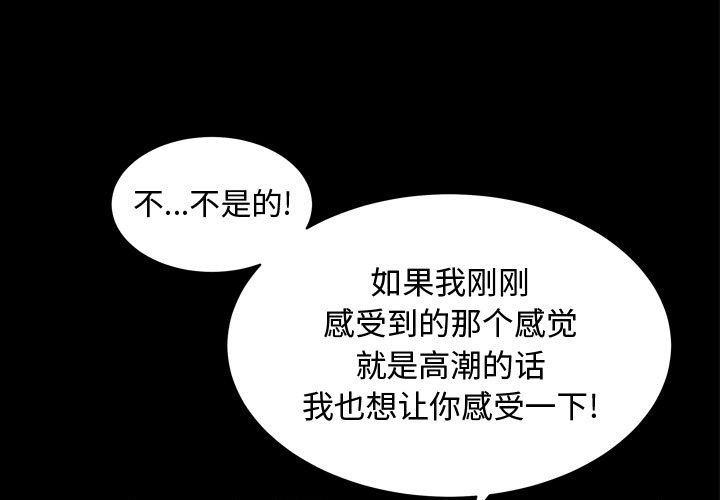 不...不是的!
如果我刚刚
感受到的那个感觉
就是高潮的话
我也想让你感受一下!